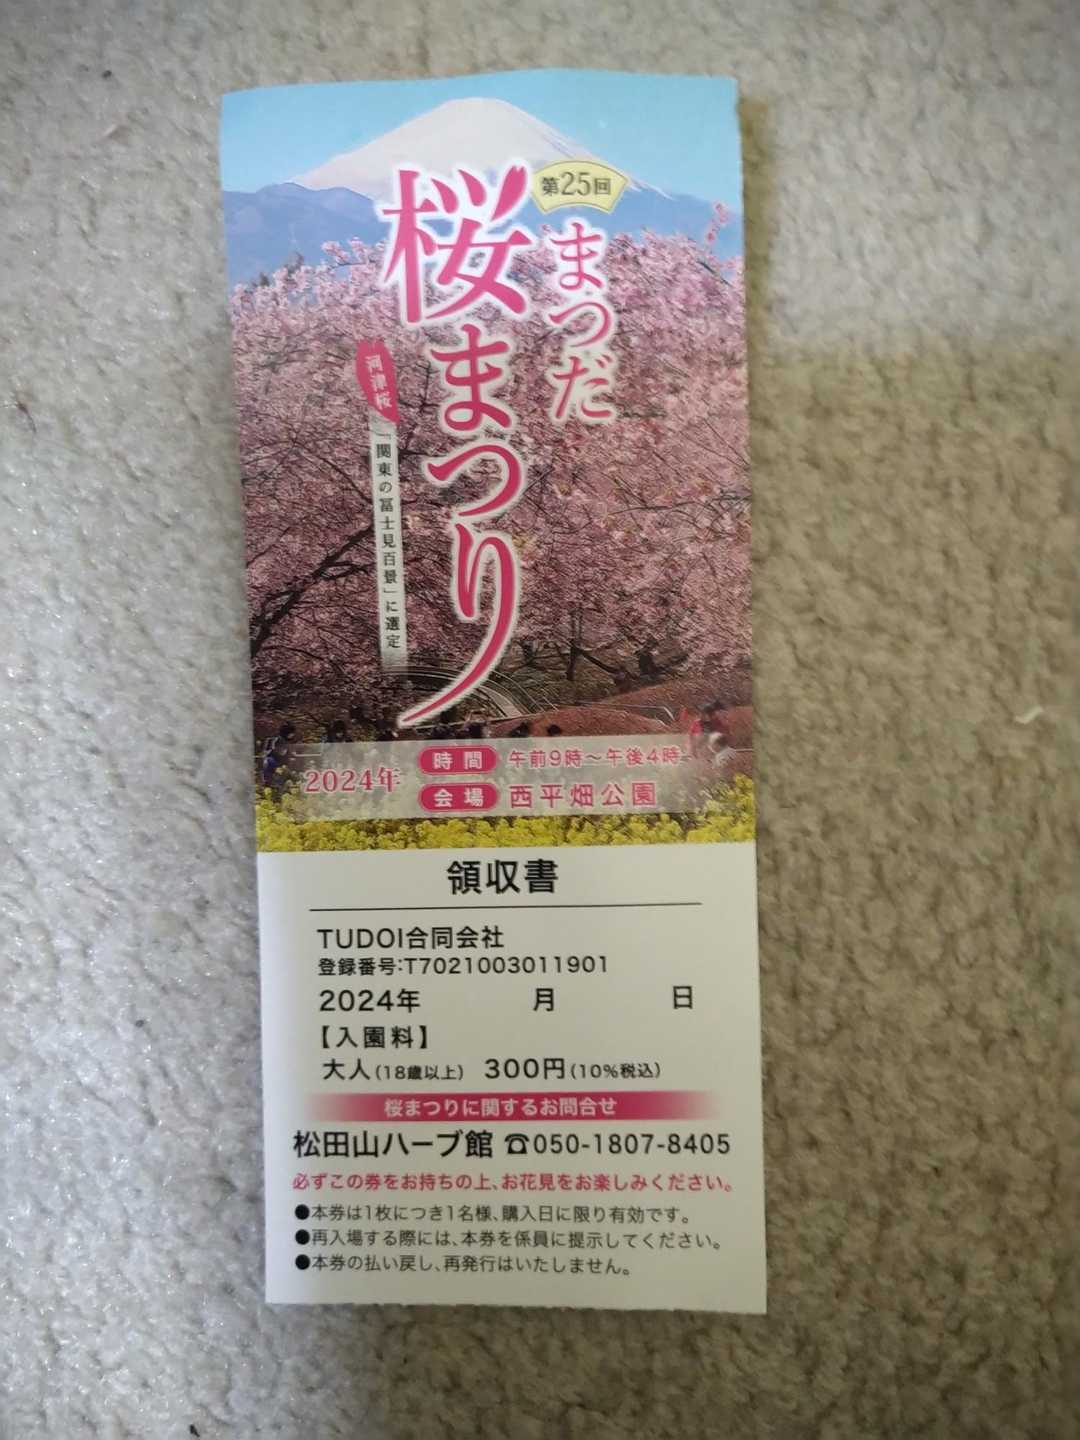 第25回
まつだ
桜まつり
河津桜
「関東の富士見百景」に選定
2024年
時間 午前9時〜午後4時
会場 西平畑公園
領収書
TUDOI合同会社
登録番号:T7021003011901
2024年 月 日
【入園料】
大人(18歳以上) 300円(10%税込)
桜まつりに関するお問合せ
松田山ハーブ館 ☎050-1807-8405
必ずこの券をお持ちの上、お花見をお楽しみください。
●本券は1枚につき1名様、購入日に限り有効です。
●再入場する際には、本券を係員に提示してください。
●本券の払い戻し、再発行はいたしません。